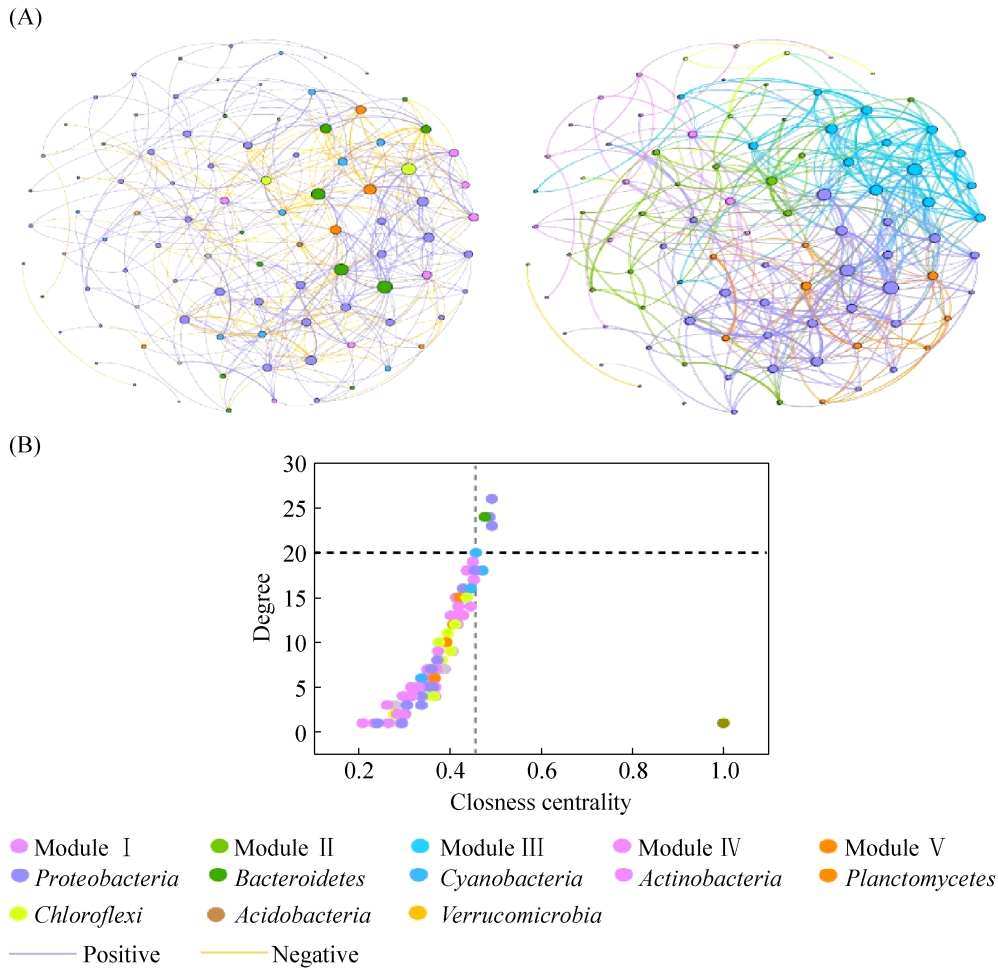 (A)
(B)
30
25
20
15
10
5
0
Degree
0.2 0.4 0.6 0.8 1.0
Closness centrality
Module Ⅰ Module Ⅱ Module Ⅲ Module Ⅳ Module Ⅴ
Proteobacteria Bacteroidetes Cyanobacteria Actinobacteria Planctomycetes
Chloroflexi Acidobacteria Verrucomicrobia
Positive Negative